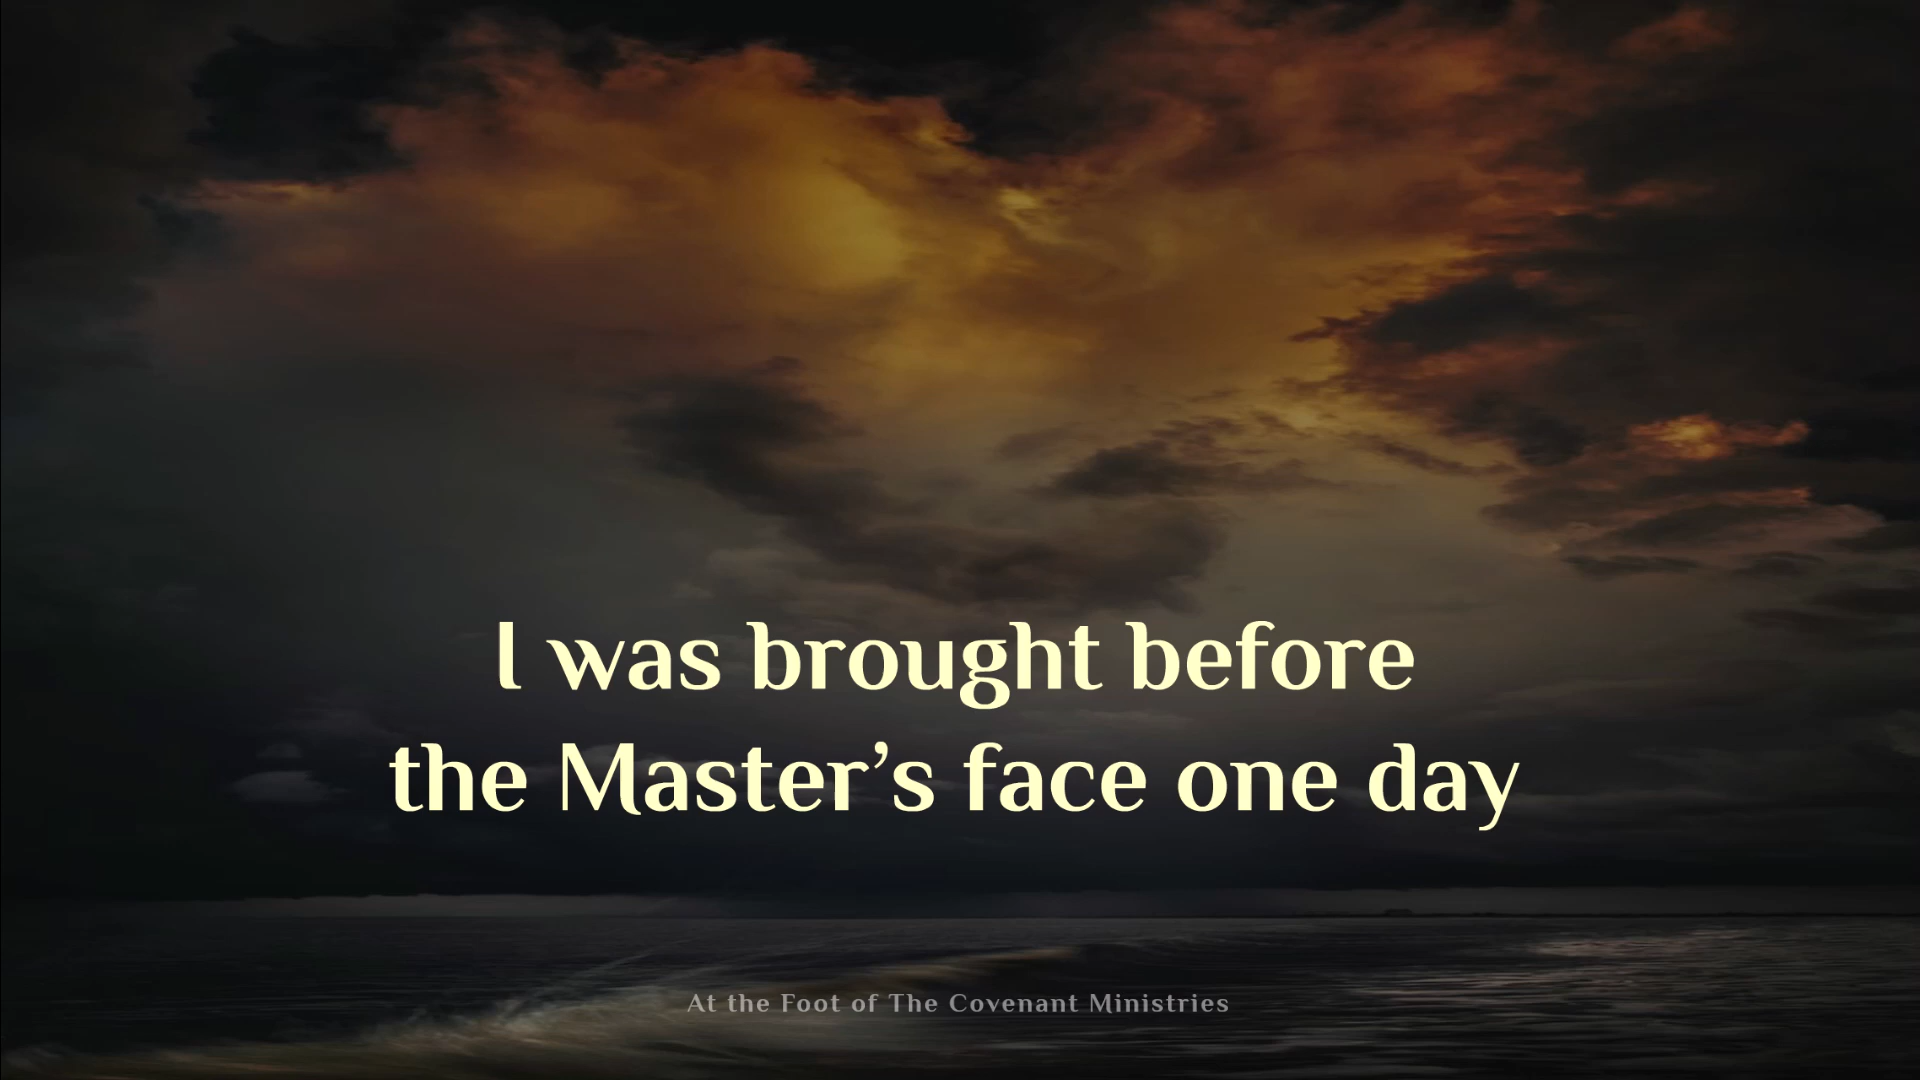 I was brought before
the Master’s face one day
At the Foot of The Covenant Ministries